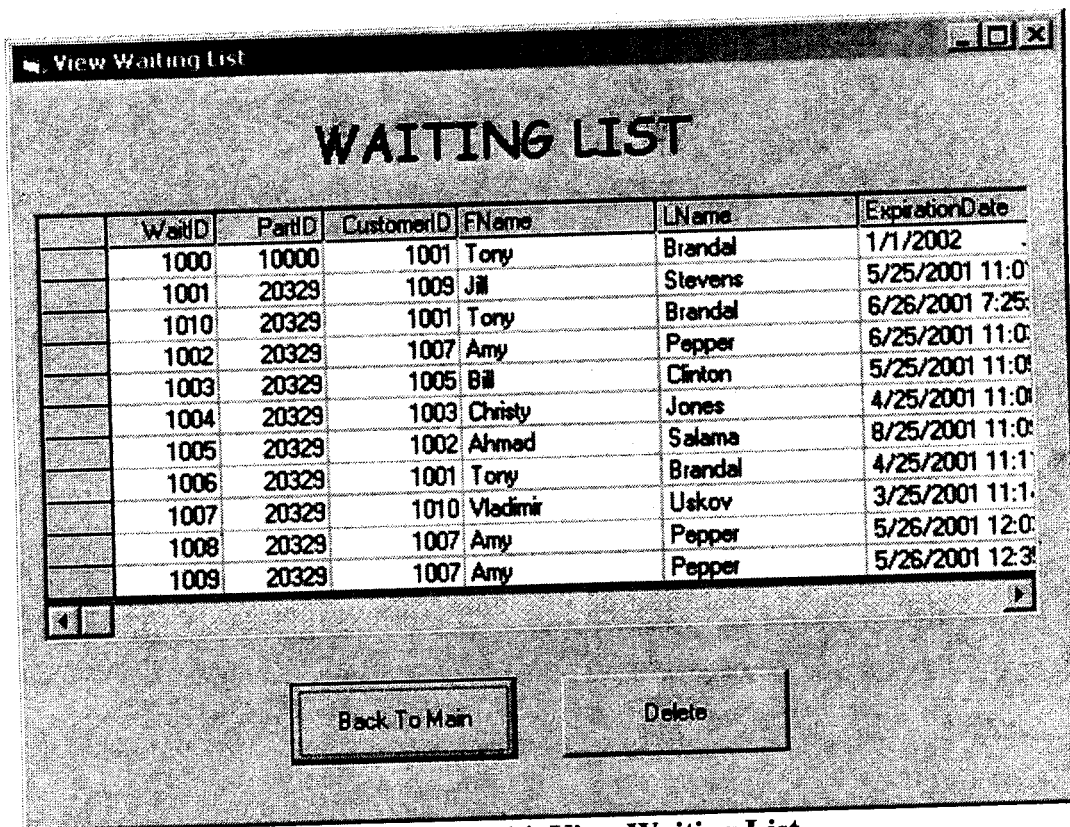 View Waiting List
WAITING LIST
WaitID PartID CustomerID FName LName ExpirationDate
1000 10000 1001 Tony Brandal 1/1/2002
1001 20329 1009 Jill Stevens 5/25/2001 11:0
1010 20329 1001 Tony Brandal 6/26/2001 7:25:
1002 20329 1007 Amy Pepper 6/25/2001 11:0
1003 20329 1005 Bill Clinton 5/25/2001 11:0
1004 20329 1003 Christy Jones 4/25/2001 11:0
1005 20329 1002 Ahmad Salama 8/25/2001 11:0
1006 20329 1001 Tony Brandal 4/25/2001 11:1
1007 20329 1010 Vladimir Uskov 3/25/2001 11:1
1008 20329 1007 Amy Pepper 5/26/2001 12:0
1009 20329 1007 Amy Pepper 5/26/2001 12:3
Back To Main
Delete
View Waiting List